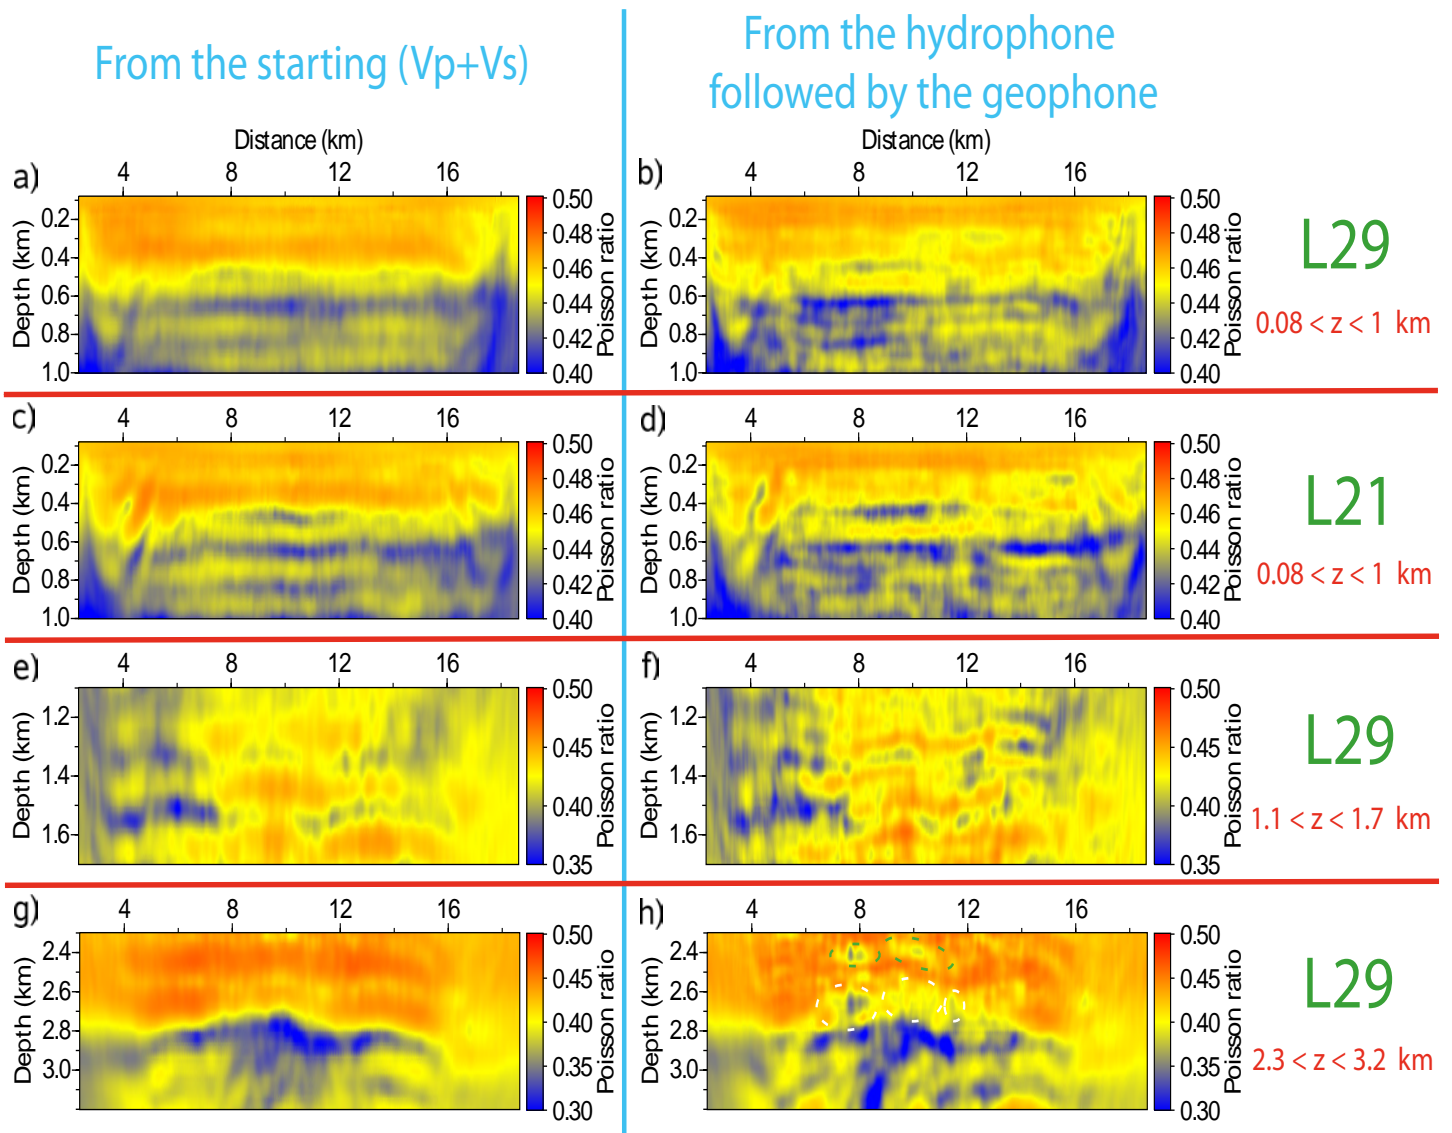 From the starting (Vp+Vs)
From the hydrophone
followed by the geophone
Distance (km)
Distance (km)
a)
4 8 12 16
b)
4 8 12 16
Depth (km)
0.2
0.4
0.6
0.8
1.0
0.50
0.48
0.46
0.44
0.42
0.40
Poisson ratio
Depth (km)
0.2
0.4
0.6
0.8
1.0
0.50
0.48
0.46
0.44
0.42
0.40
Poisson ratio
L29
0.08 < z < 1 km
c)
4 8 12 16
d)
4 8 12 16
Depth (km)
0.2
0.4
0.6
0.8
1.0
0.50
0.48
0.46
0.44
0.42
0.40
Poisson ratio
Depth (km)
0.2
0.4
0.6
0.8
1.0
0.50
0.48
0.46
0.44
0.42
0.40
Poisson ratio
L21
0.08 < z < 1 km
e)
4 8 12 16
f)
4 8 12 16
Depth (km)
1.2
1.4
1.6
0.50
0.45
0.40
0.35
Poisson ratio
Depth (km)
1.2
1.4
1.6
0.50
0.45
0.40
0.35
Poisson ratio
L29
1.1 < z < 1.7 km
g)
4 8 12 16
h)
4 8 12 16
Depth (km)
2.4
2.6
2.8
3.0
0.50
0.45
0.40
0.35
0.30
Poisson ratio
Depth (km)
2.4
2.6
2.8
3.0
0.50
0.45
0.40
0.35
0.30
Poisson ratio
L29
2.3 < z < 3.2 km